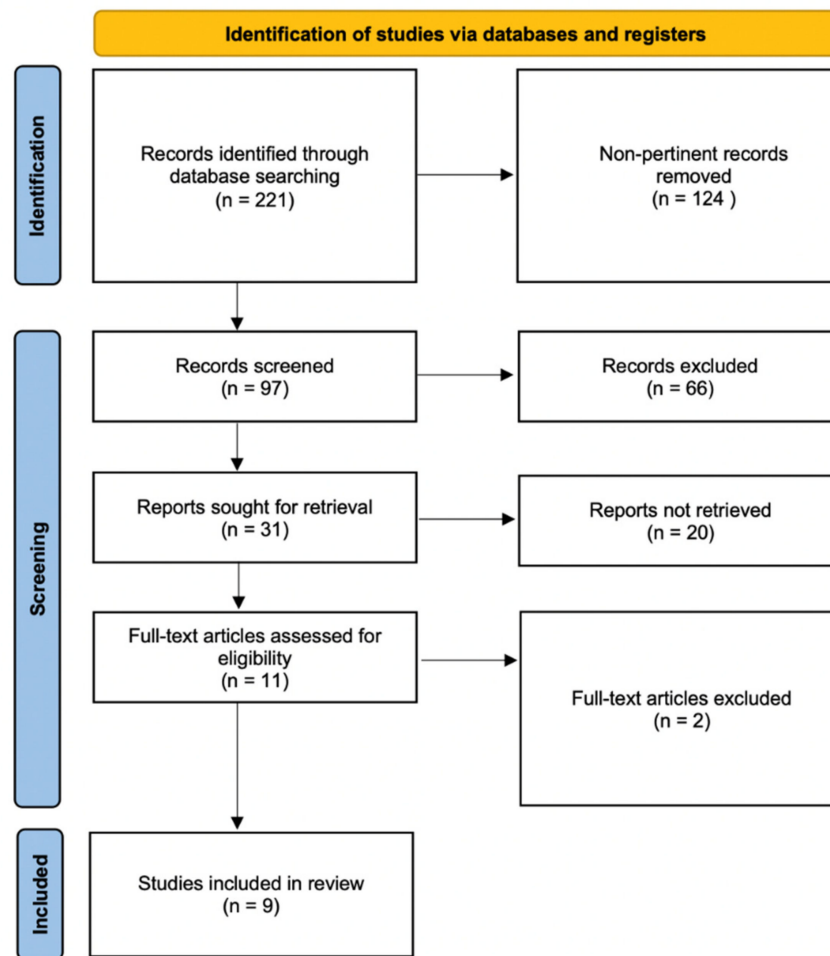 Identification of studies via databases and registers
Identification
Records identified through
database searching
(n = 221)
Non-pertinent records
removed
(n = 124 )
Screening
Records screened
(n = 97)
Records excluded
(n = 66)
Reports sought for retrieval
(n = 31)
Reports not retrieved
(n = 20)
Full-text articles assessed for
eligibility
(n = 11)
Full-text articles excluded
(n = 2)
Included
Studies included in review
(n = 9)